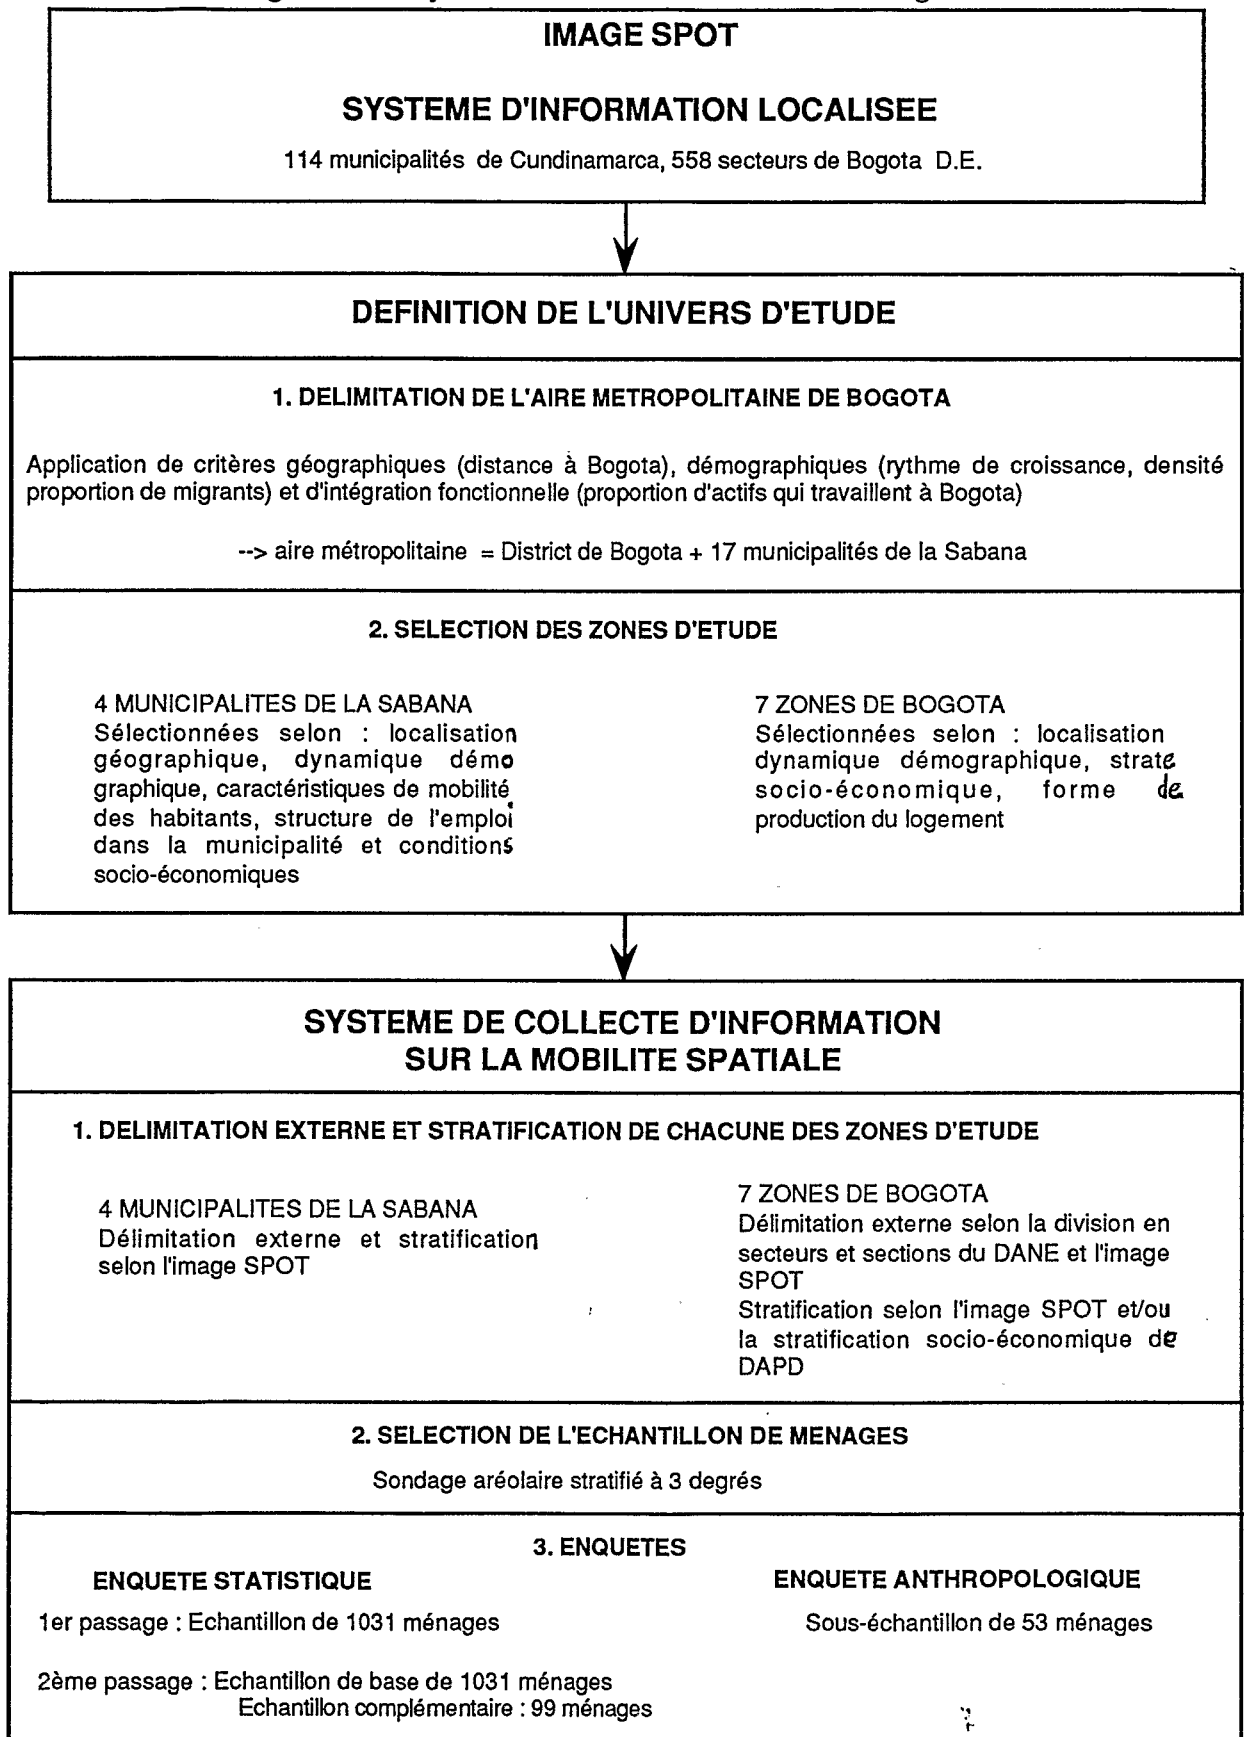 IMAGE SPOT
SYSTEME D'INFORMATION LOCALISEE
114 municipalités de Cundinamarca, 558 secteurs de Bogota D.E.
DEFINITION DE L'UNIVERS D'ETUDE
1. DELIMITATION DE L'AIRE METROPOLITAINE DE BOGOTA
Application de critères géographiques (distance à Bogota), démographiques (rythme de croissance, densité
proportion de migrants) et d'intégration fonctionnelle (proportion d'actifs qui travaillent à Bogota)
--> aire métropolitaine = District de Bogota + 17 municipalités de la Sabana
2. SELECTION DES ZONES D'ETUDE
4 MUNICIPALITES DE LA SABANA
Sélectionnées selon : localisation
géographique, dynamique démo
graphique, caractéristiques de mobilité
des habitants, structure de l'emploi
dans la municipalité et conditions
socio-économiques
7 ZONES DE BOGOTA
Sélectionnées selon : localisation
dynamique démographique, strate
socio-économique, forme de
production du logement
SYSTEME DE COLLECTE D'INFORMATION
SUR LA MOBILITE SPATIALE
1. DELIMITATION EXTERNE ET STRATIFICATION DE CHACUNE DES ZONES D'ETUDE
4 MUNICIPALITES DE LA SABANA
Délimitation externe et stratification
selon l'image SPOT
7 ZONES DE BOGOTA
Délimitation externe selon la division en
secteurs et sections du DANE et l'image
SPOT
Stratification selon l'image SPOT et/ou
la stratification socio-économique de
DAPD
2. SELECTION DE L'ECHANTILLON DE MENAGES
Sondage aréolaire stratifié à 3 degrés
3. ENQUETES
ENQUETE STATISTIQUE
1er passage : Echantillon de 1031 ménages
2ème passage : Echantillon de base de 1031 ménages
Echantillon complémentaire : 99 ménages
ENQUETE ANTHROPOLOGIQUE
Sous-échantillon de 53 ménages